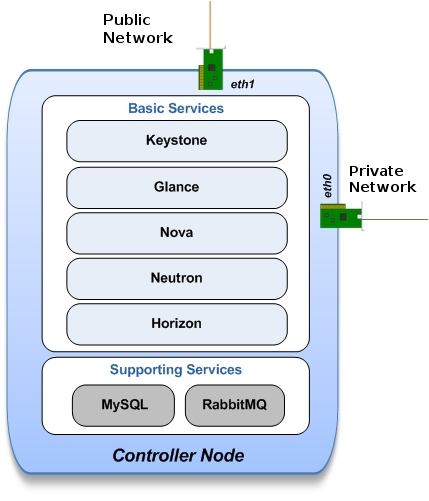 Public
Network
eth1
Basic Services
Keystone
Glance
Nova
Neutron
Horizon
eth0
Private
Network
Supporting Services
MySQL
RabbitMQ
Controller Node